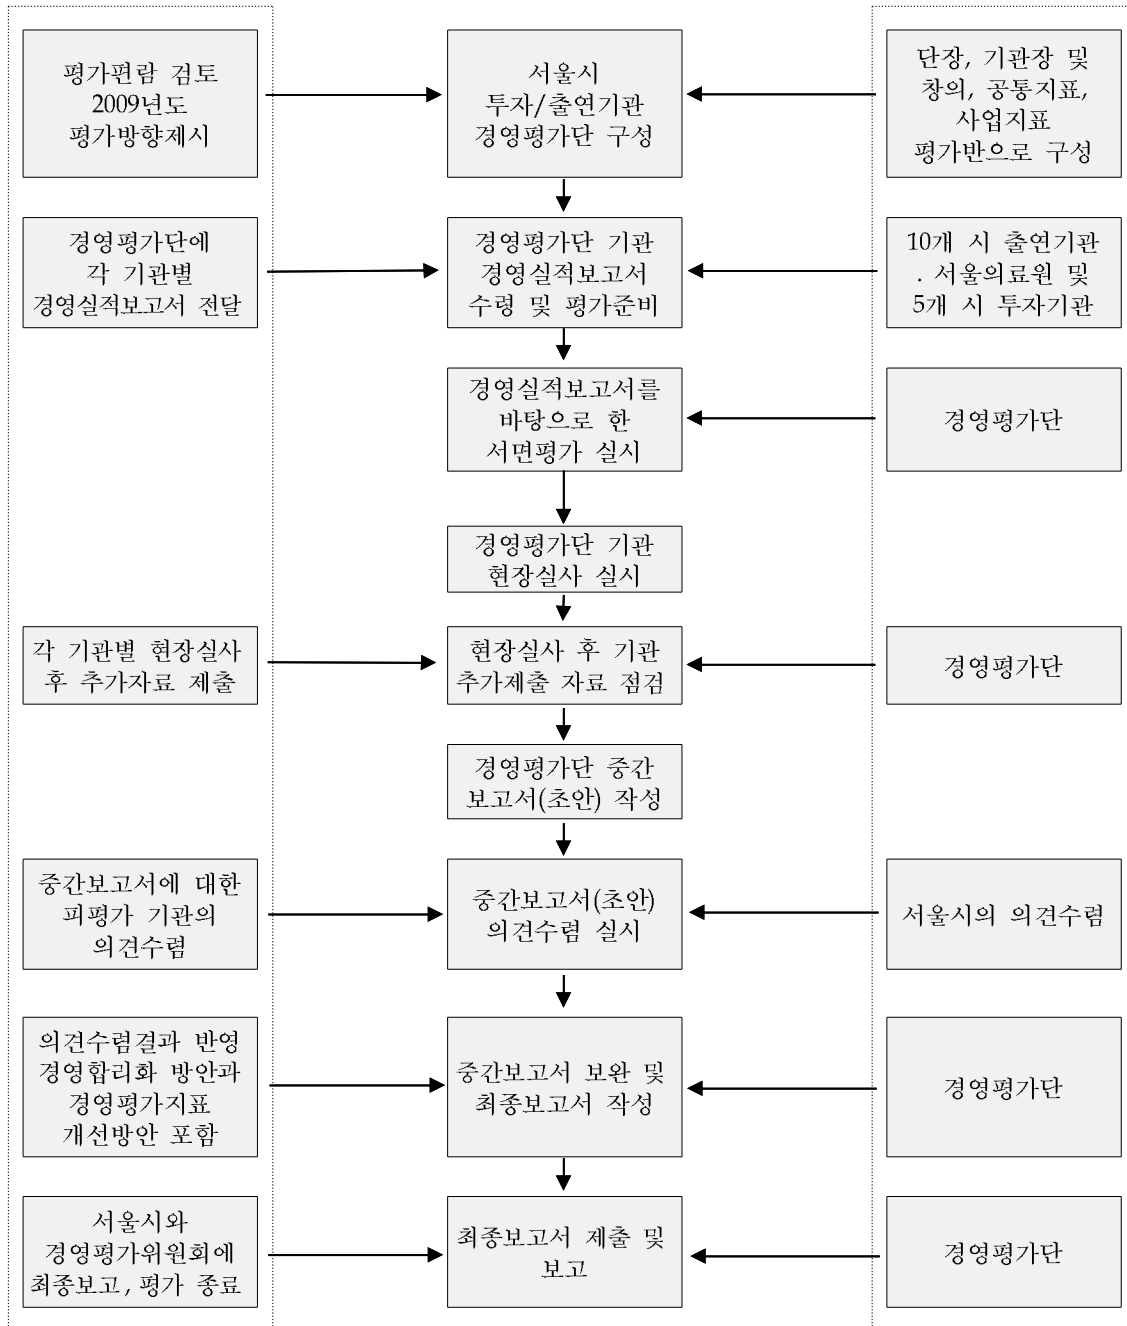 평가편람 검토
2009년도
평가방향제시
서울시
투자/출연기관
경영평가단 구성
단장, 기관장 및
창의, 공통지표,
사업지표
평가반으로 구성
경영평가단에
각 기관별
경영실적보고서 전달
경영평가단 기관
경영실적보고서
수령 및 평가준비
10개 시 출연기관
. 서울의료원 및
5개 시 투자기관
경영실적보고서를
바탕으로 한
서면평가 실시
경영평가단
경영평가단 기관
현장실사 실시
각 기관별 현장실사
후 추가자료 제출
현장실사 후 기관
추가제출 자료 점검
경영평가단
경영평가단 중간
보고서(초안) 작성
중간보고서에 대한
피평가 기관의
의견수렴
중간보고서(초안)
의견수렴 실시
서울시의 의견수렴
의견수렴결과 반영
경영합리화 방안과
경영평가지표
개선방안 포함
중간보고서 보완 및
최종보고서 작성
경영평가단
서울시와
경영평가위원회에
최종보고, 평가 종료
최종보고서 제출 및
보고
경영평가단